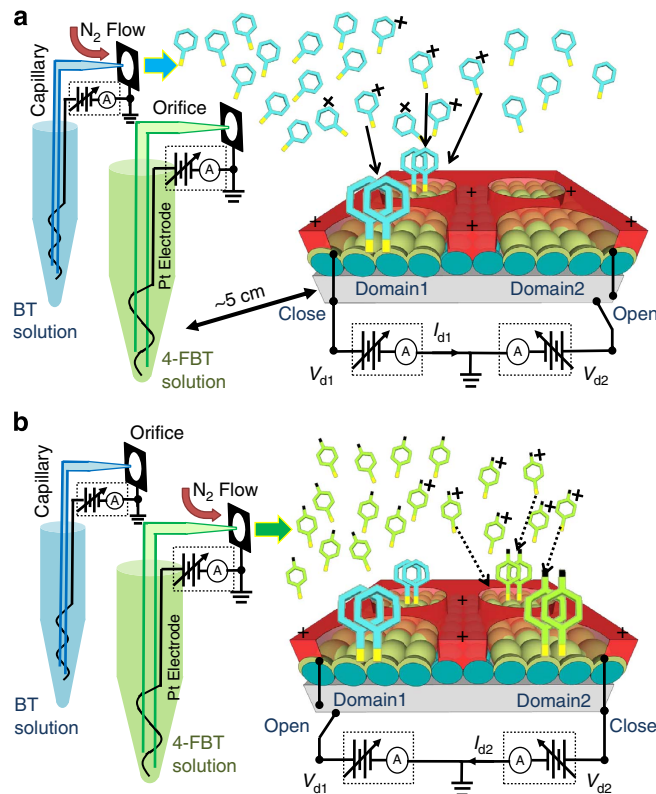 a
N2 Flow
Capillary
A
Orifice
A
Pt Electrode
BT
solution
4-FBT
solution
~5 cm
+
+
+
+
Domain1
Domain2
Close
Open
Id1
A
A
Vd1
Vd2
b
Orifice
Capillary
N2 Flow
A
A
Pt Electrode
BT
solution
4-FBT
solution
+
+
+
+
Domain1
Domain2
Open
Close
Id2
A
A
Vd1
Vd2